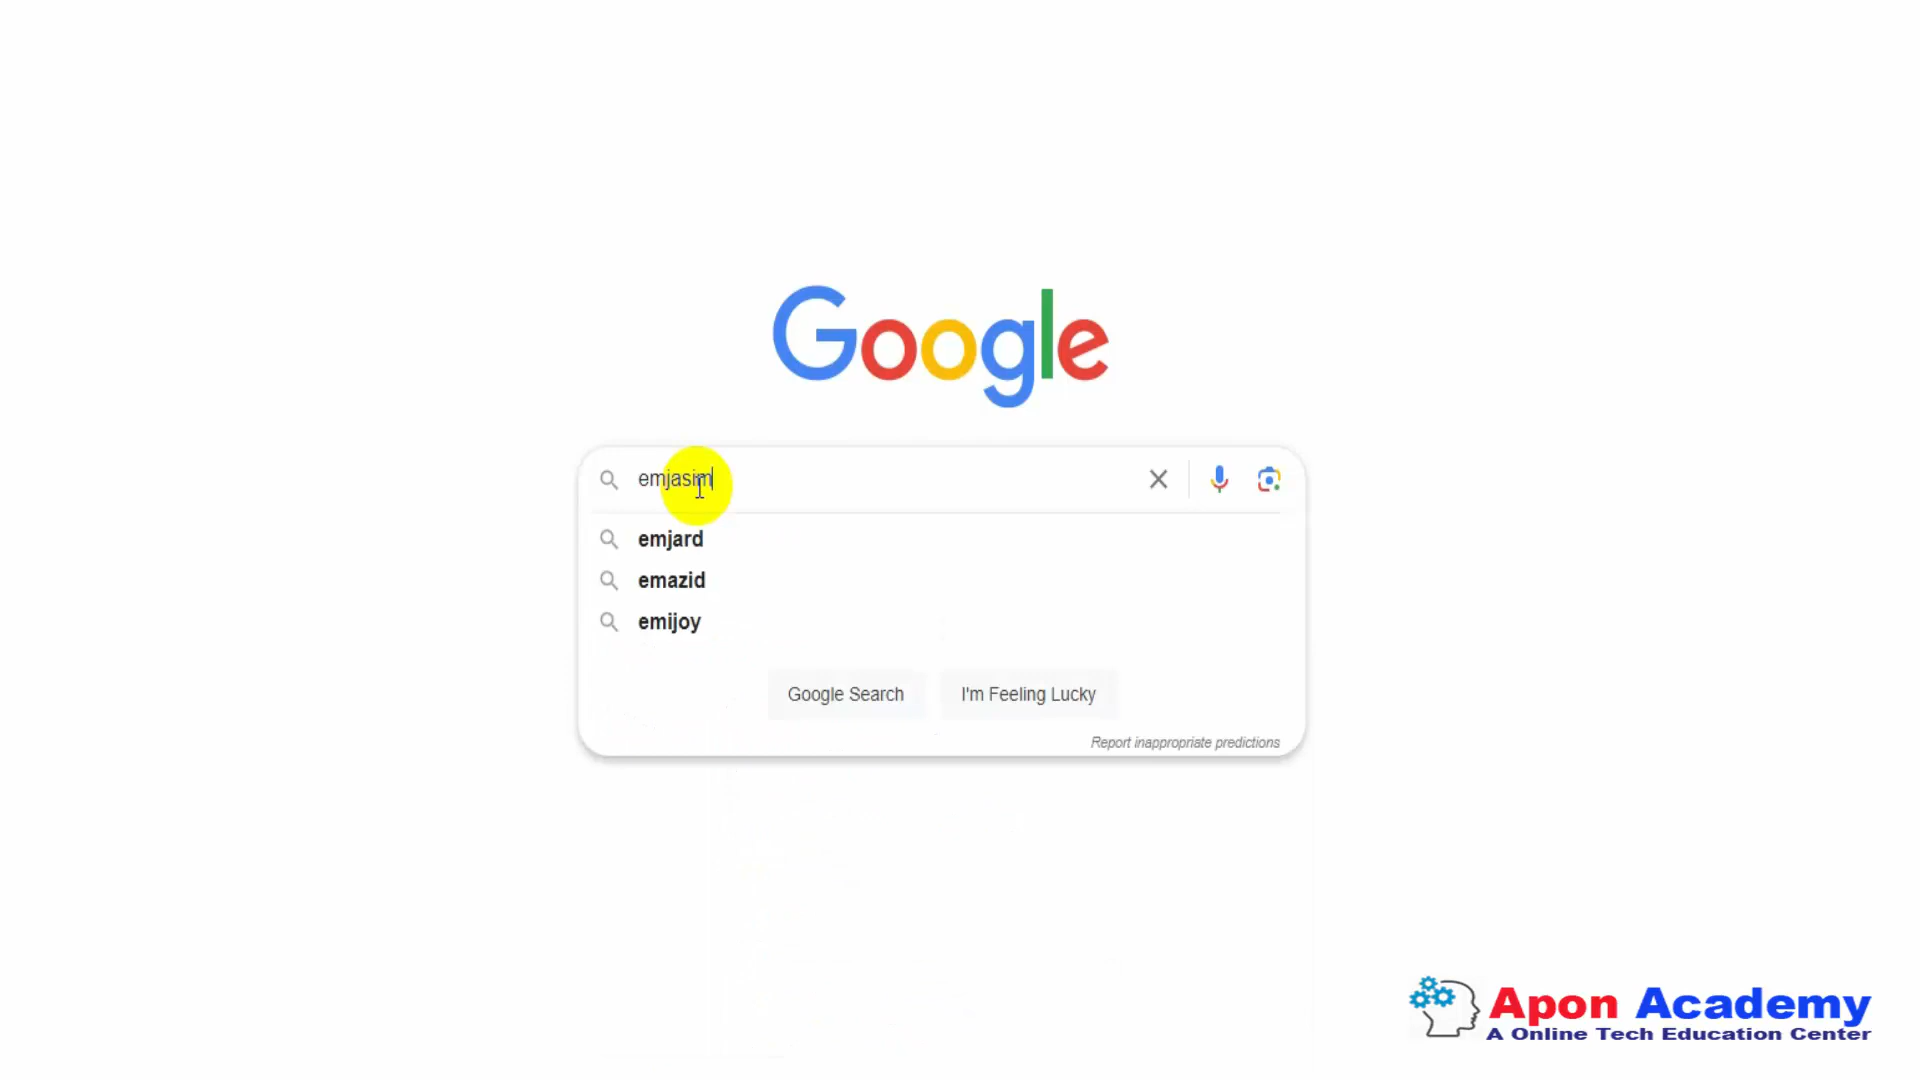 Google
emjasim
emjard
emazid
emijoy
Google Search
I'm Feeling Lucky
Report inappropriate predictions
Apon Academy
A Online Tech Education Center